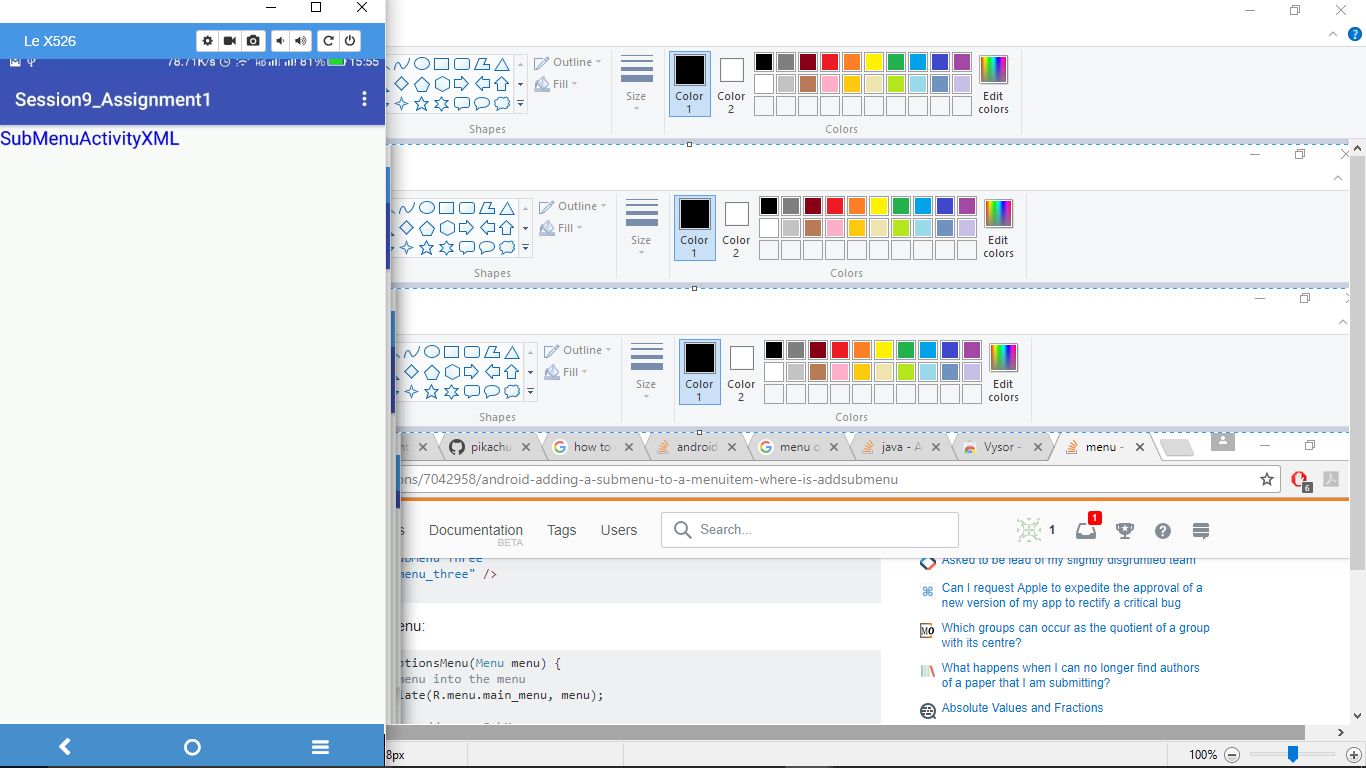 Le X526
78.71K/s 81% 15:55
Session9_Assignment1
SubMenuActivityXML
Outline
Fill
Shapes
Size
Color 1
Color 2
Edit colors
Colors
Outline
Fill
Shapes
Size
Color 1
Color 2
Edit colors
Colors
Outline
Fill
Shapes
Size
Color 1
Color 2
Edit colors
Colors
pikachu
how to
android
menu c
java - A
Vysor -
menu -
ns/7042958/android-adding-a-submenu-to-a-menuitem-where-is-addsubmenu
6
s Documentation Tags Users Search... 1 1
BETA
menu_three" />
enu:
tionsMenu(Menu menu) {
menu into the menu
late(R.menu.main_menu, menu);
Asked to be lead of my slightly disgruntled team
Can I request Apple to expedite the approval of a
new version of my app to rectify a critical bug
MO
Which groups can occur as the quotient of a group
with its centre?
What happens when I can no longer find authors
of a paper that I am submitting?
Absolute Values and Fractions
8px
100%